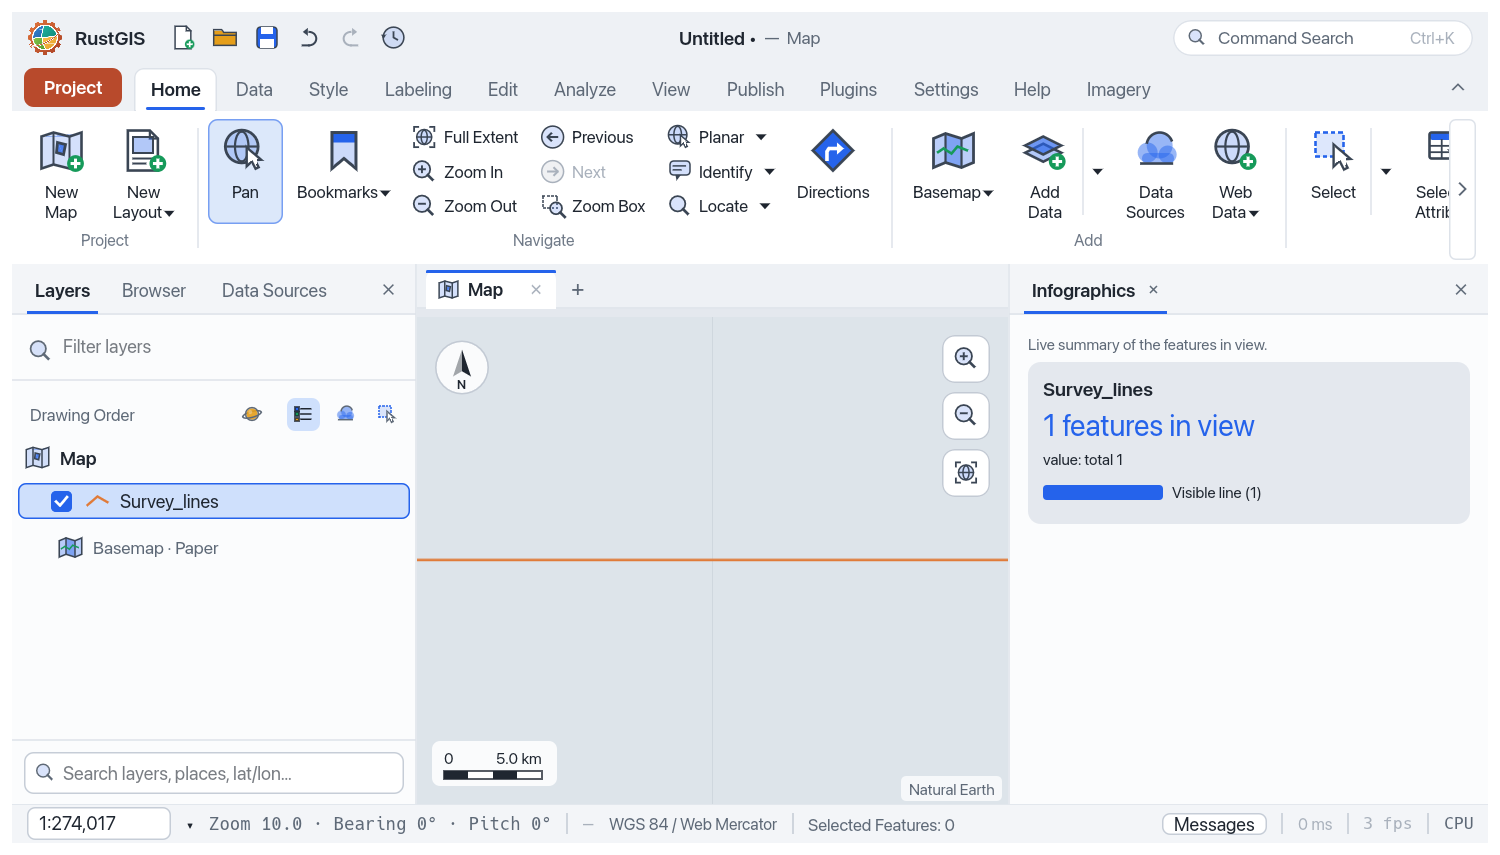 RustGIS
Untitled • — Map
Command Search Ctrl+K
Project Home Data Style Labeling Edit Analyze View Publish Plugins Settings Help Imagery
New Map
New Layout
Project
Pan
Bookmarks
Full Extent
Zoom In
Zoom Out
Previous
Next
Zoom Box
Planar
Identify
Locate
Directions
Navigate
Basemap
Add Data
Data Sources
Web Data
Add
Select
Layers Browser Data Sources
Filter layers
Drawing Order
Map
Survey_lines
Basemap · Paper
Search layers, places, lat/lon...
Map
N
0 5.0 km
Natural Earth
Infographics
Live summary of the features in view.
Survey_lines
1 features in view
value: total 1
Visible line (1)
1:274,017 Zoom 10.0 · Bearing 0° · Pitch 0° — WGS 84 / Web Mercator Selected Features: 0 Messages 0 ms 3 fps CPU